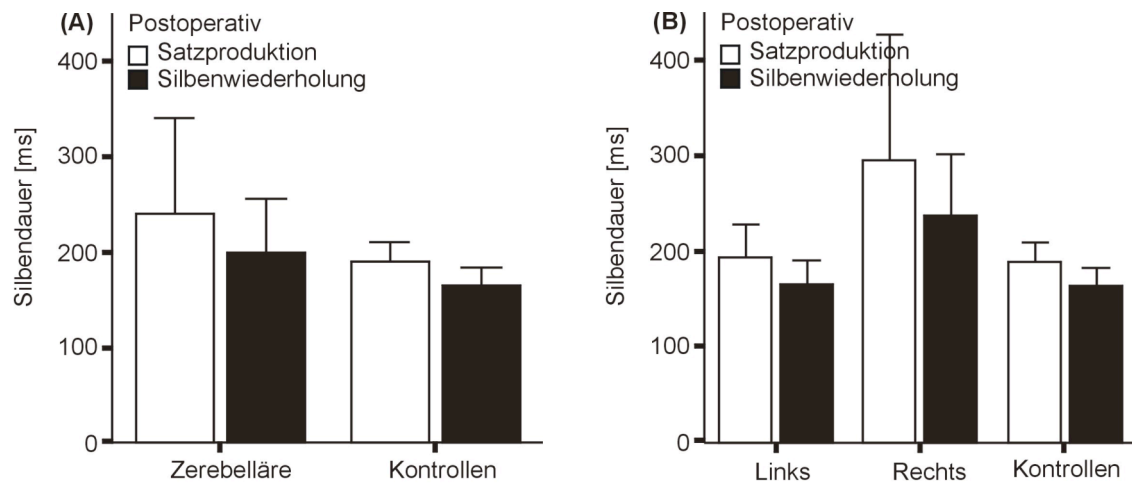 (A) Postoperativ
Satzproduktion
Silbenwiederholung
400
300
200
100
0
Silbendauer [ms]
Zerebelläre
Kontrollen
(B) Postoperativ
Satzproduktion
Silbenwiederholung
400
300
200
100
0
Silbendauer [ms]
Links
Rechts
Kontrollen